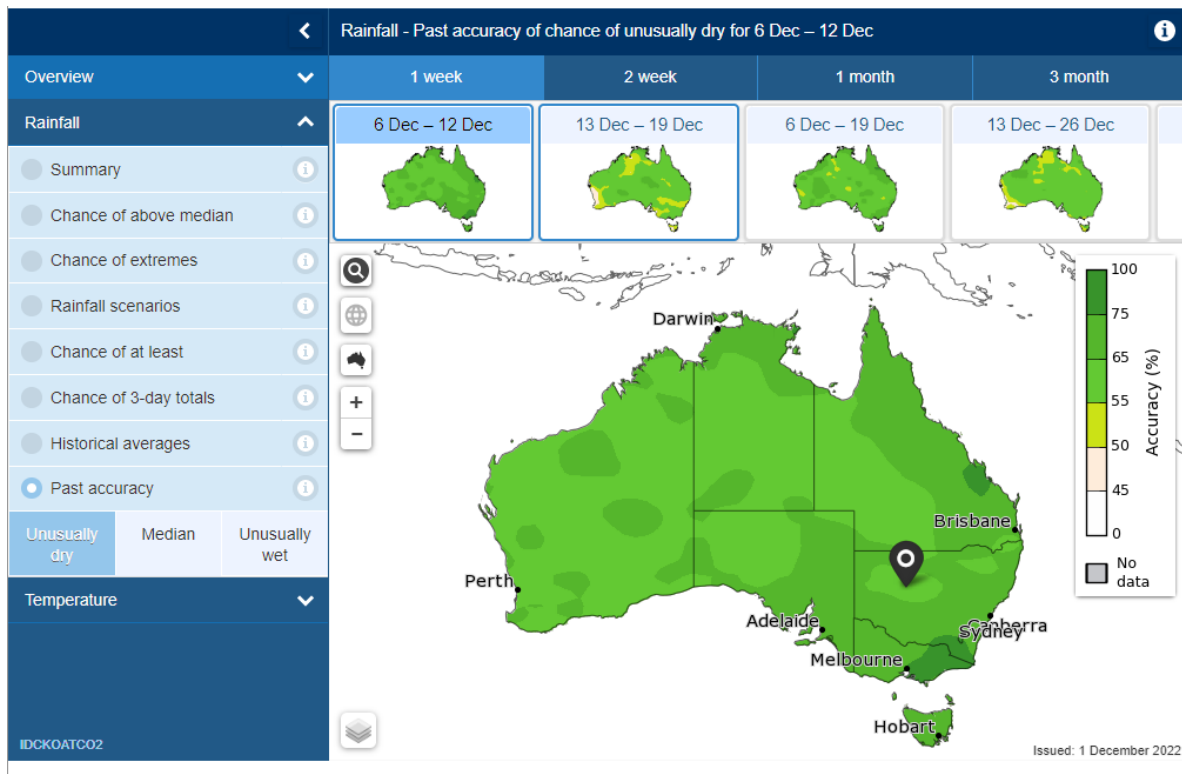 Rainfall - Past accuracy of chance of unusually dry for 6 Dec – 12 Dec
Overview
Rainfall
Summary
Chance of above median
Chance of extremes
Rainfall scenarios
Chance of at least
Chance of 3-day totals
Historical averages
Past accuracy
Unusually
dry
Median
Unusually
wet
Temperature
IDCKOATCO2
1 week
2 week
1 month
3 month
6 Dec – 12 Dec
13 Dec – 19 Dec
6 Dec – 19 Dec
13 Dec – 26 Dec
+
−
Darwin
Brisbane
Perth
Adelaide
Canberra
Sydney
Melbourne
Hobart
100
75
65
55
50
45
0
Accuracy (%)
No
data
Issued: 1 December 2022